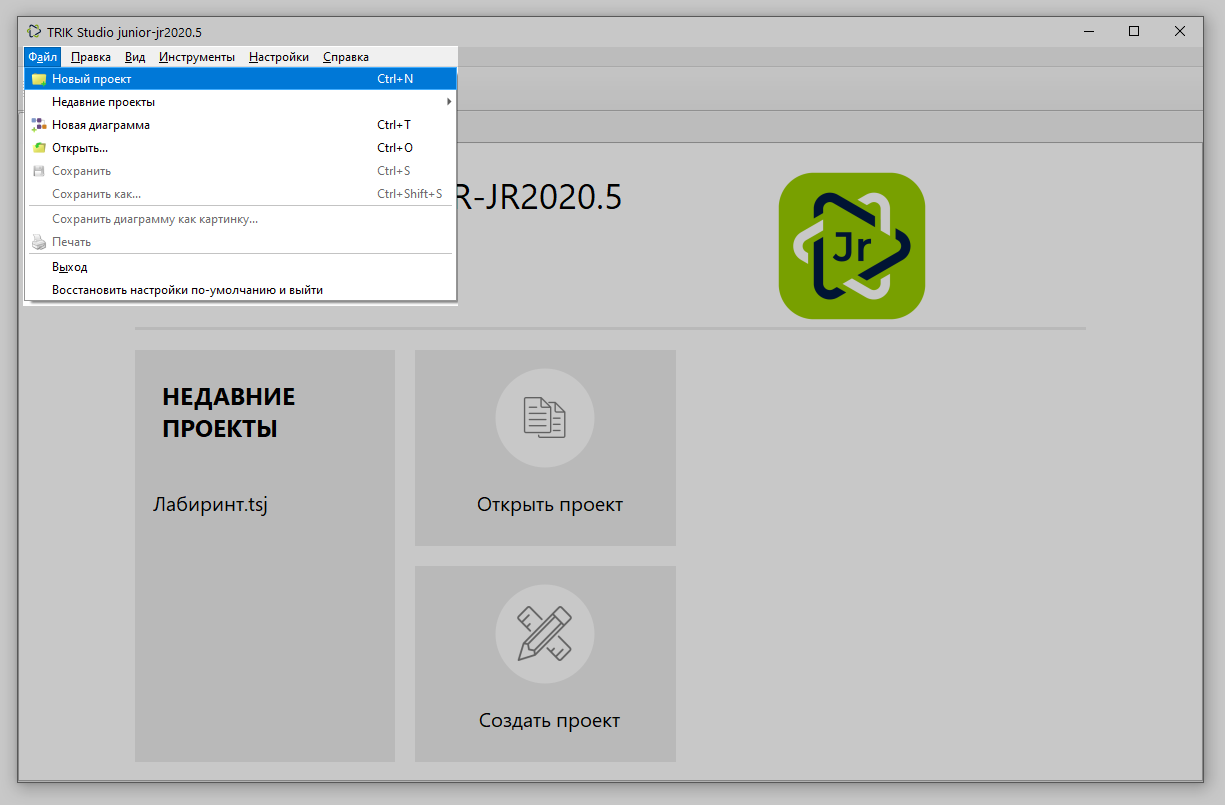 TRIK Studio junior-jr2020.5
Файл Правка Вид Инструменты Настройки Справка
Новый проект Ctrl+N
Недавние проекты
Новая диаграмма Ctrl+T
Открыть... Ctrl+O
Сохранить Ctrl+S
Сохранить как... Ctrl+Shift+S
Сохранить диаграмму как картинку...
Печать
Выход
Восстановить настройки по-умолчанию и выйти
R-JR2020.5
Jr
НЕДАВНИЕ
ПРОЕКТЫ
Лабиринт.tsj
Открыть проект
Создать проект